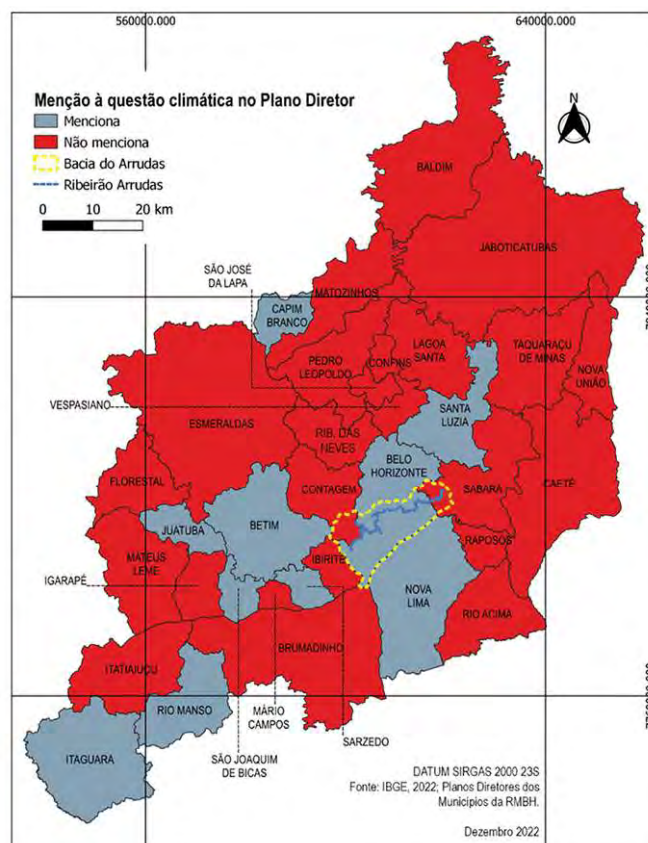 560000.000
640000.000
Menção à questão climática no Plano Diretor
Menciona
Não menciona
Bacia do Arrudas
Ribeirão Arrudas
0 10 20 km
N
BALDIM
JABOTICATUBAS
SÃO JOSÉ
DA LAPA
MATOZINHOS
CAPIM
BRANCO
LAGOA
SANTA
TAQUARAÇU
DE MINAS
PEDRO
LEOPOLDO
CONFINS
NOVA
UNIÃO
VESPASIANO
ESMERALDAS
SANTA
LUZIA
RIB. DAS
NEVES
BELO
HORIZONTE
FLORESTAL
CONTAGEM
SABARÁ
CAETÉ
JUATUBA
BETIM
RAPOSOS
MATEUS
LEME
IBIRITÉ
IGARAPÉ
NOVA
LIMA
RIO ACIMA
BRUMADINHO
ITATIAIUÇU
RIO MANSO
MÁRIO
CAMPOS
SARZEDO
ITAGUARA
SÃO JOAQUIM
DE BICAS
DATUM SIRGAS 2000 23S
Fonte: IBGE, 2022; Planos Diretores dos
Municípios da RMBH.
Dezembro 2022